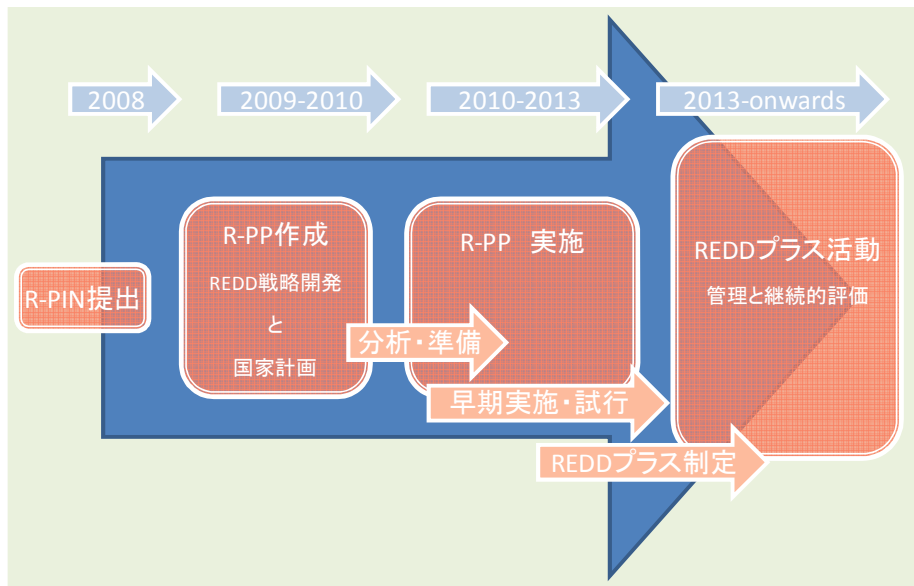 2008
2009-2010
2010-2013
2013-onwards
R-PIN提出
R-PP作成
REDD戦略開発
と
国家計画
R-PP 実施
REDDプラス活動
管理と継続的評価
分析・準備
早期実施・試行
REDDプラス制定